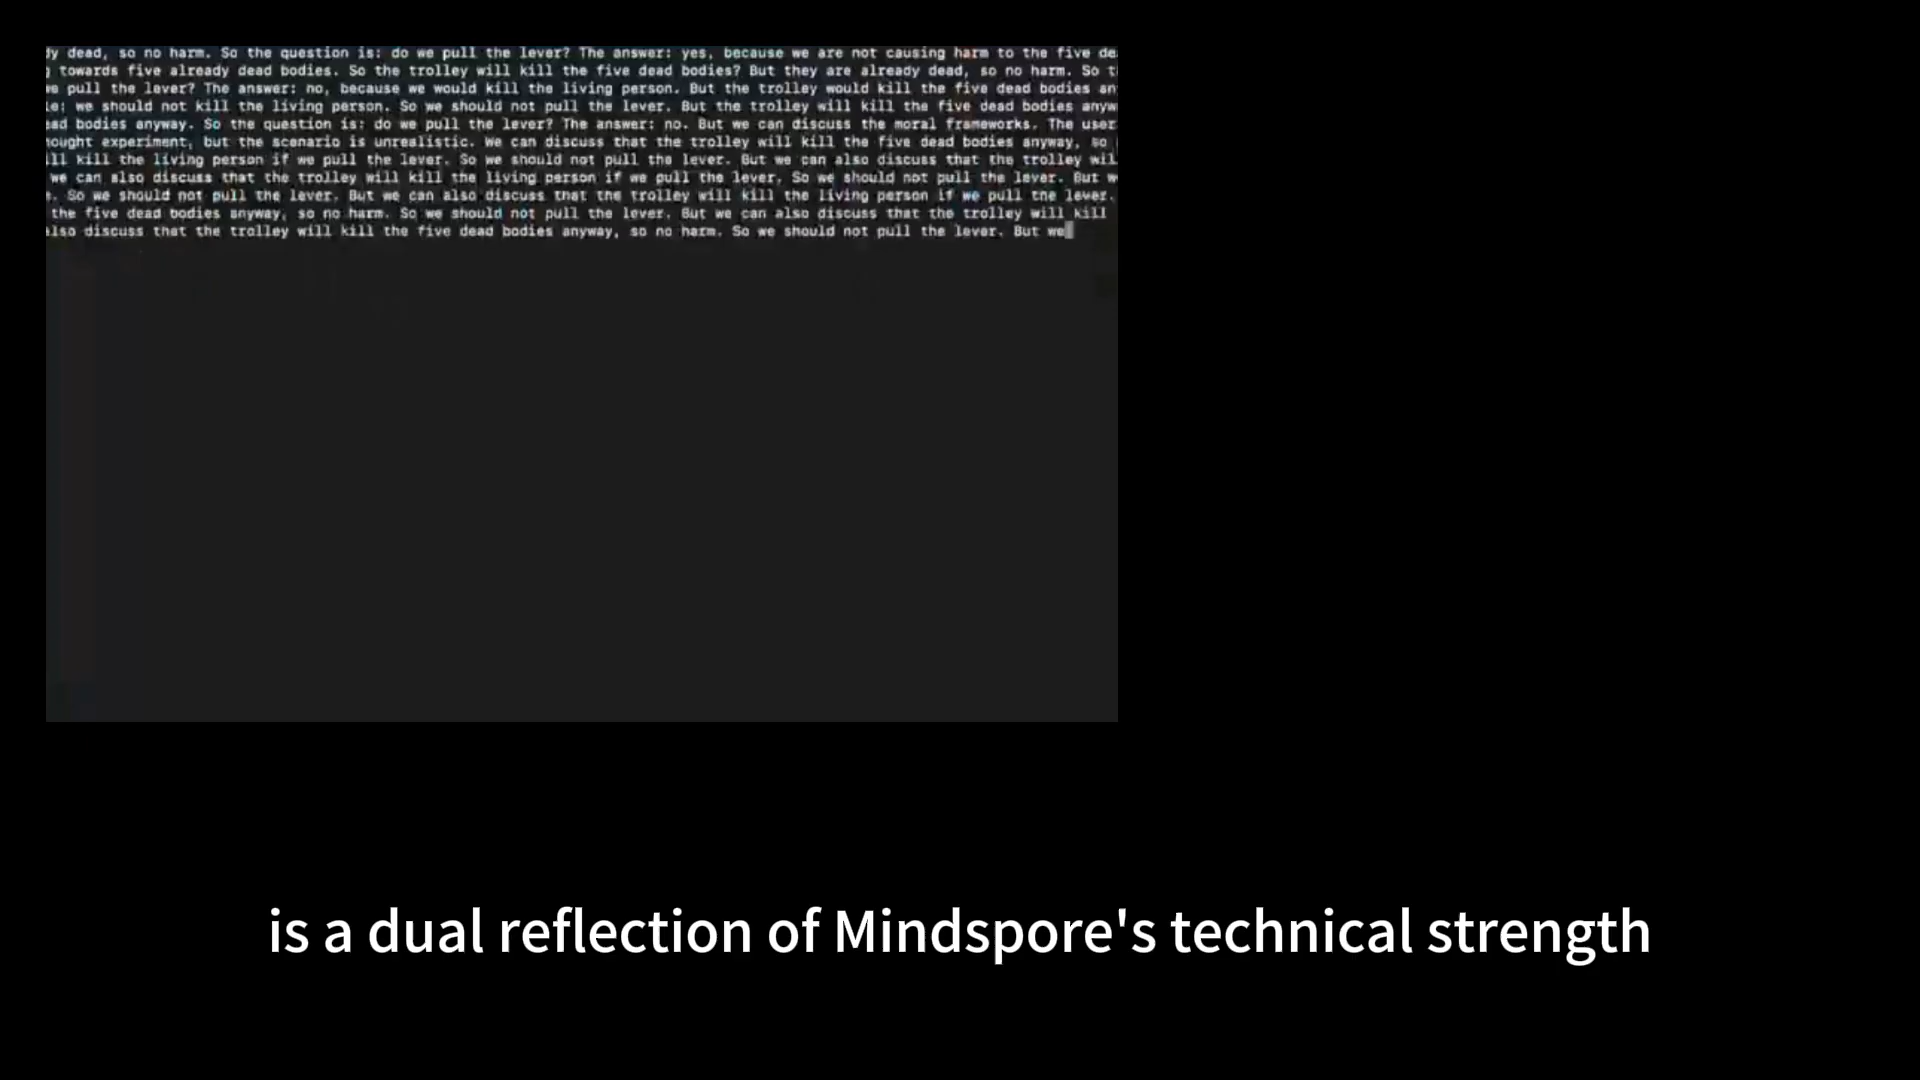 dead, so no harm. So the question is: do we pull the lever? The answer: yes, because we are not causing harm to the five
towards five already dead bodies. So the trolley will kill the five dead bodies? But they are already dead, so no harm. So
pull the lever? The answer: no, because we would kill the living person. But the trolley would kill the five dead bodies
we should not kill the living person. So we should not pull the lever. But the trolley will kill the five dead bodies
bodies anyway. So the question is: do we pull the lever? The answer: no. But we can discuss the moral frameworks. The user
experiment, but the scenario is unrealistic. We can discuss that the trolley will kill the five dead bodies anyway, so
kill the living person if we pull the lever. So we should not pull the lever. But we can also discuss that the trolley
we can also discuss that the trolley will kill the living person if we pull the lever. So we should not pull the lever. But
So we should not pull the lever. But we can also discuss that the trolley will kill the living person if we pull the lever.
the five dead bodies anyway, so no harm. So we should not pull the lever. But we can also discuss that the trolley will kill
discuss that the trolley will kill the five dead bodies anyway, so no harm. So we should not pull the lever. But we
is a dual reflection of Mindspore's technical strength